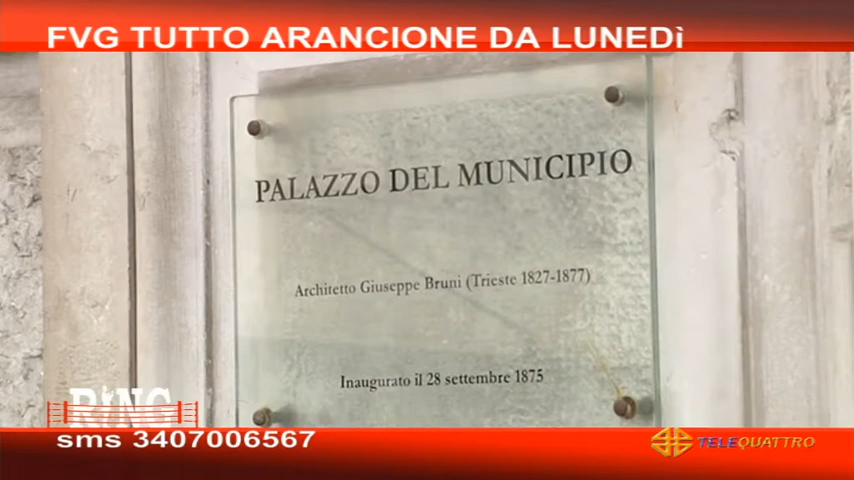 FVG TUTTO ARANCIONE DA LUNEDì
PALAZZO DEL MUNICIPIO
Architetto Giuseppe Bruni (Trieste 1827-1877)
Inaugurato il 28 settembre 1875
RING
sms 3407006567
TELEQUATTRO